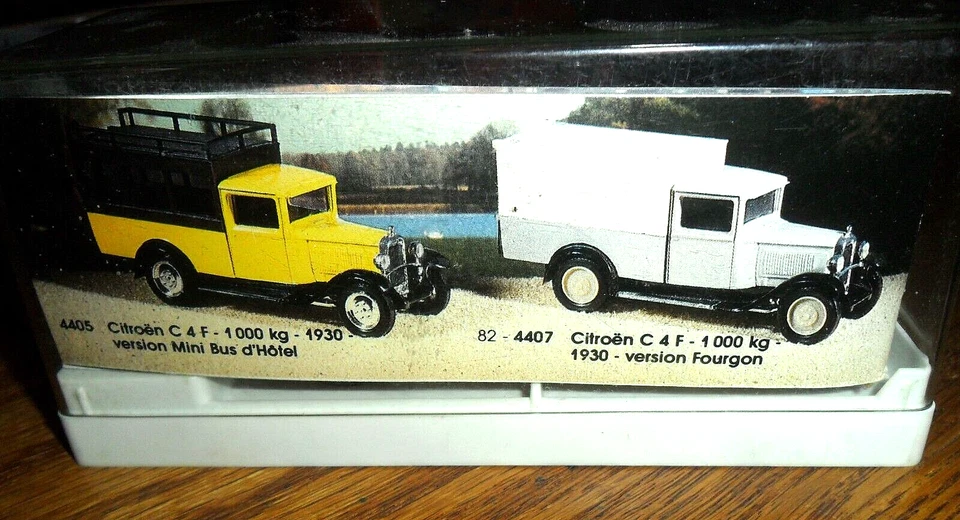 4405 Citroën C 4 F - 1 000 kg - 1930 -
version Mini Bus d'Hôtel
82 - 4407 Citroën C 4 F - 1 000 kg -
1930 - version Fourgon